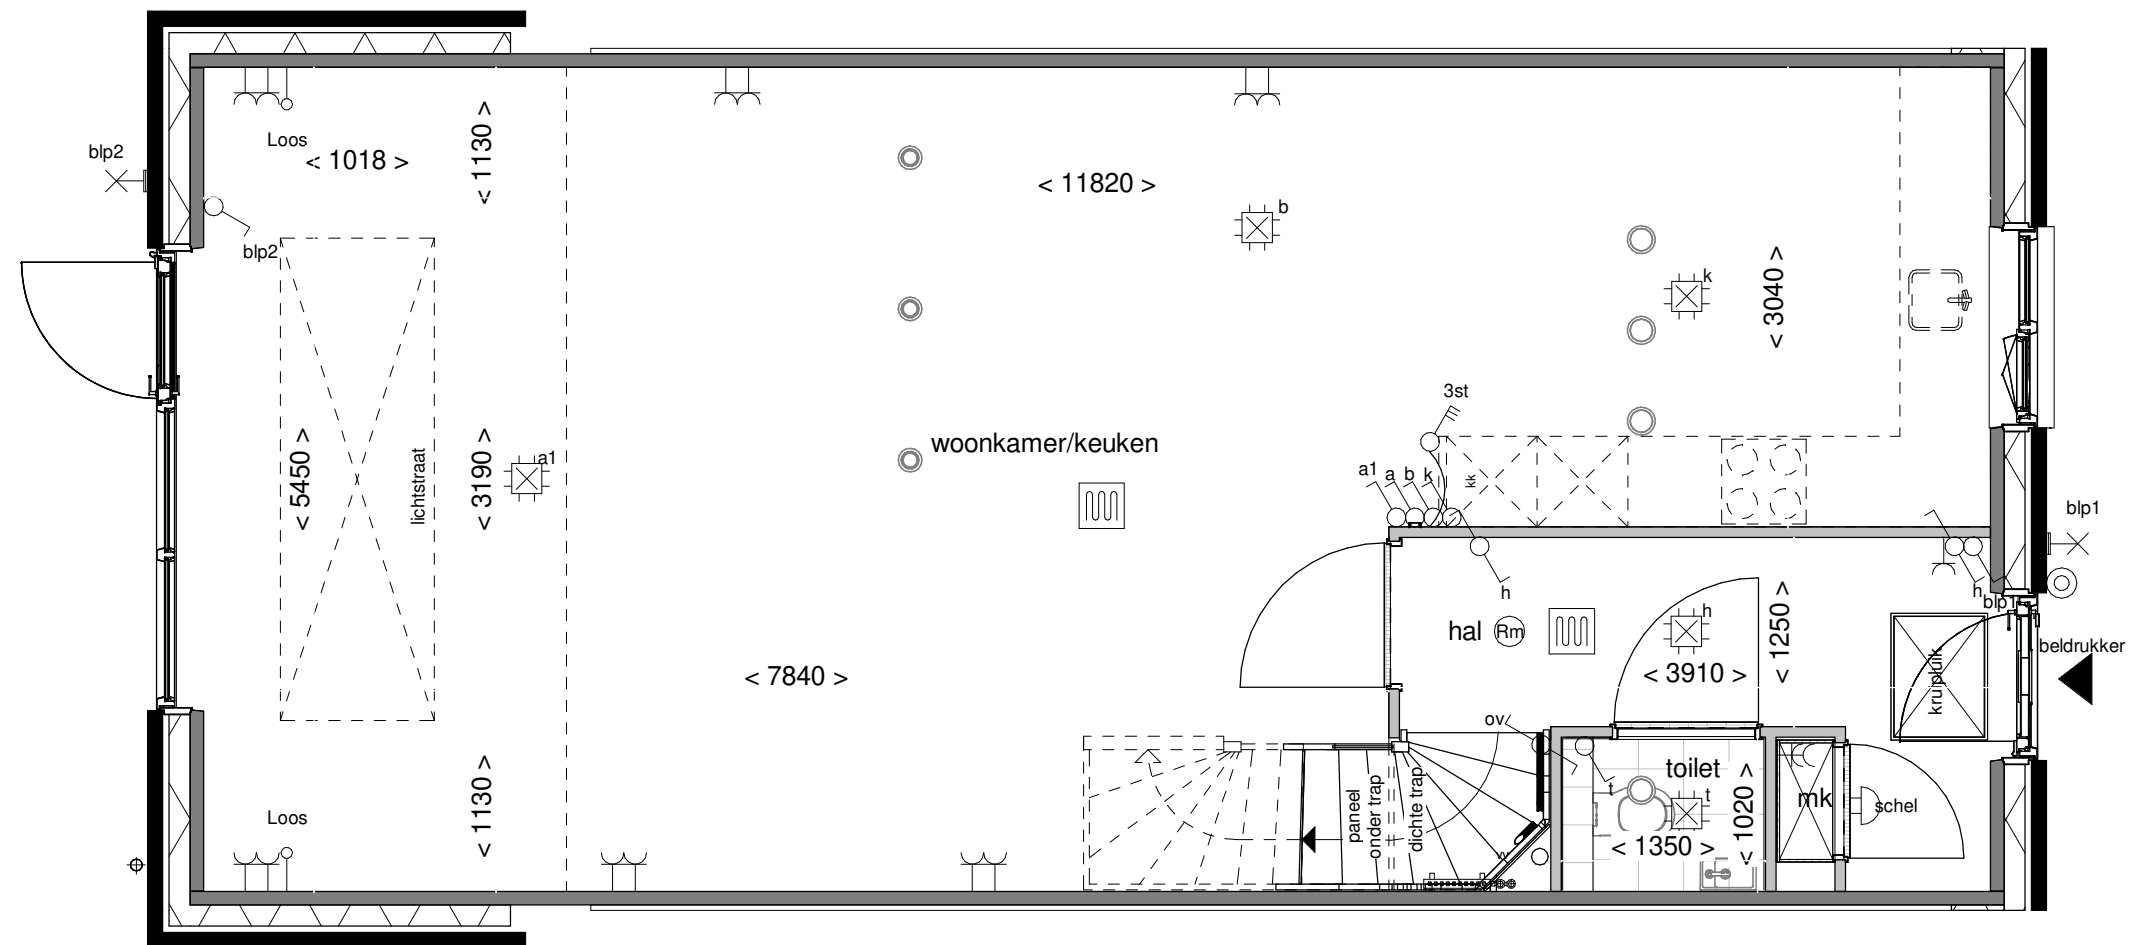 Loos
< 1018 >
< 1130 >
blp2
blp2
< 11820 >
b
k
< 3040 >
3st
a1
a
b
k
kk
woonkamer/keuken
< 5450 >
lichtstraat
< 3190 >
a1
blp1
h
h
blp1
hal
Rm
h
< 1250 >
< 3910 >
kruipluik
beldrukker
< 7840 >
ov
paneel
onder trap
dichte trap
t
toilet
t
< 1350 >
< 1020 >
mk
schel
Loos
< 1130 >